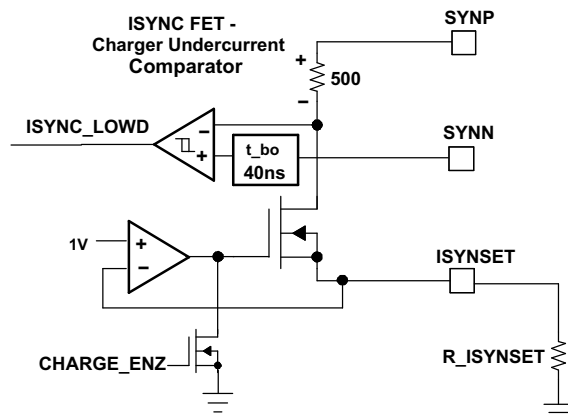 ISYNC FET -
Charger Undercurrent
Comparator
SYNP
+
500
−
ISYNC_LOWD
−
+
t_bo
40ns
SYNN
1V
+
−
ISYNSET
CHARGE_ENZ
R_ISYNSET